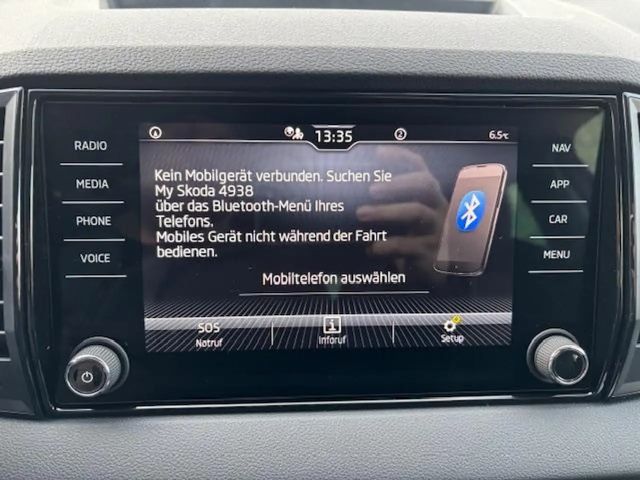 RADIO
MEDIA
PHONE
VOICE
13:35
2
6.5°C
Kein Mobilgerät verbunden. Suchen Sie
My Skoda 4938
über das Bluetooth-Menü Ihres
Telefons.
Mobiles Gerät nicht während der Fahrt
bedienen.
Mobiltelefon auswählen
SOS
Notruf
i
Inforuf
Setup
NAV
APP
CAR
MENU